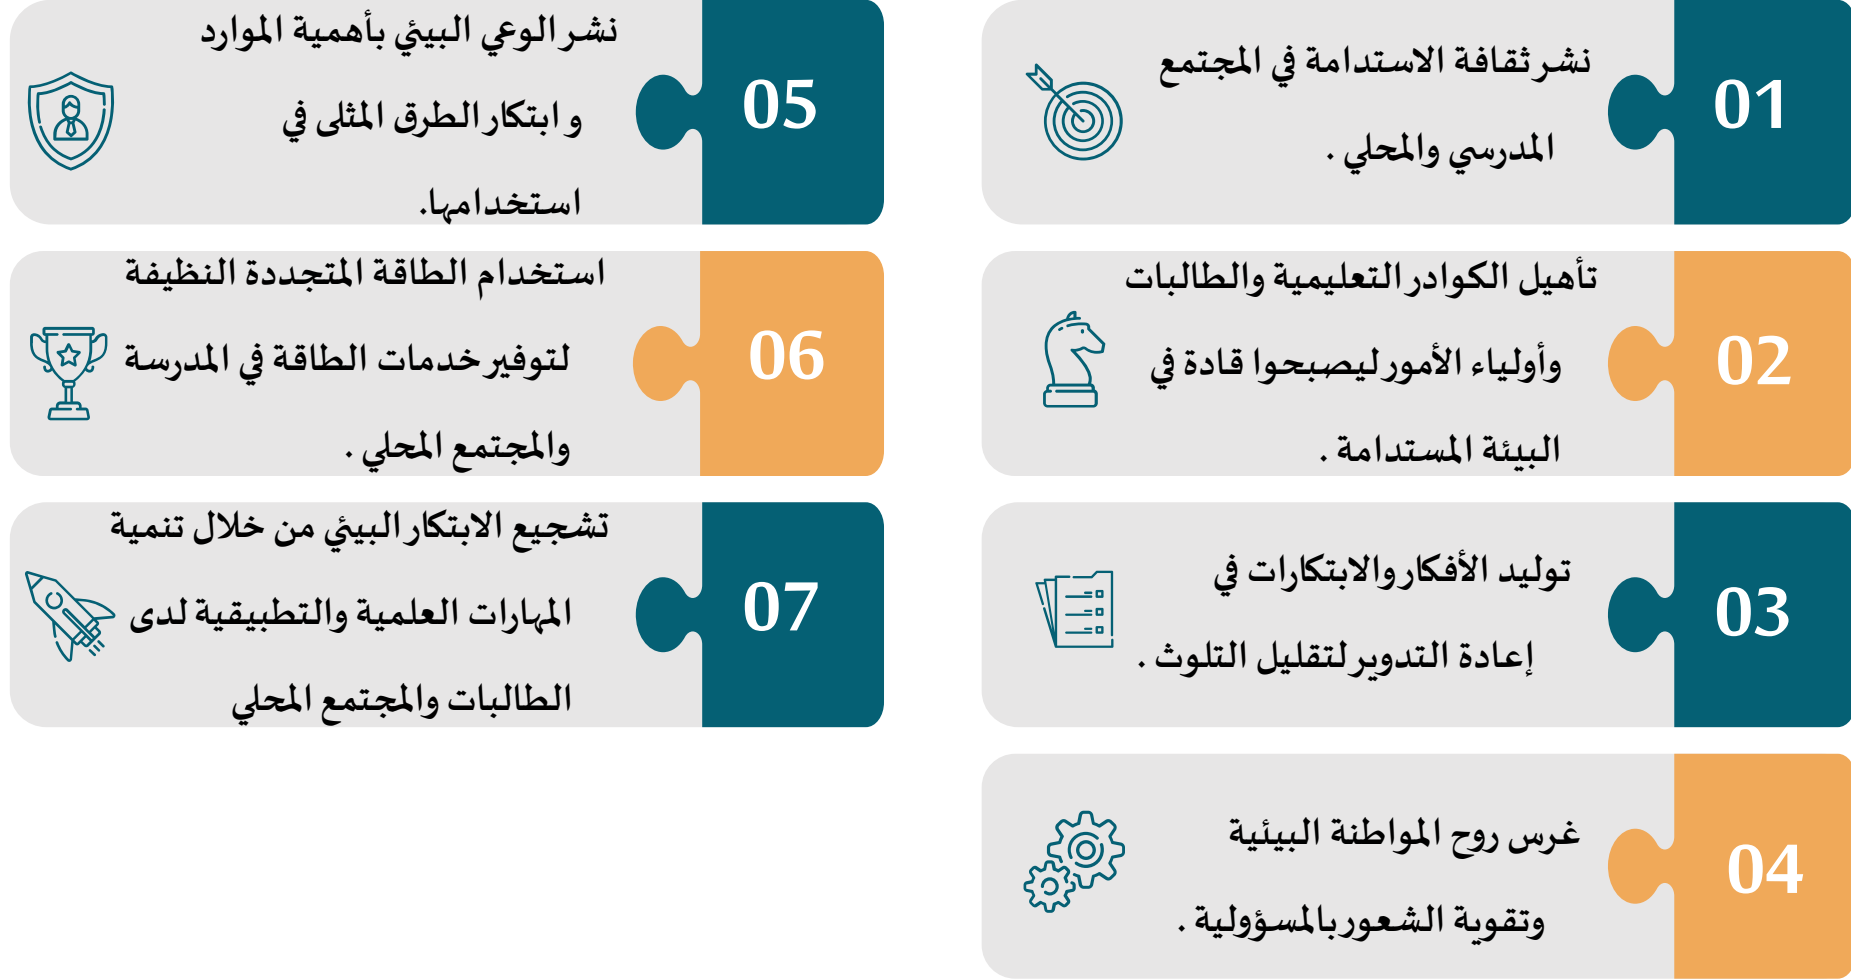 01
نشر ثقافة الاستدامة في المجتمع
المدرسي والمحلي .
02
تأهيل الكوادر التعليمية والطالبات
وأولياء الأمور ليصبحوا قادة في
البيئة المستدامة .
03
توليد الأفكار والابتكارات في
إعادة التدوير لتقليل التلوث .
04
غرس روح المواطنة البيئية
وتقوية الشعور بالمسؤولية .
05
نشر الوعي البيئي بأهمية الموارد
و ابتكار الطرق المثلى في
استخدامها.
06
استخدام الطاقة المتجددة النظيفة
لتوفير خدمات الطاقة في المدرسة
والمجتمع المحلي .
07
تشجيع الابتكار البيئي من خلال تنمية
المهارات العلمية والتطبيقية لدى
الطالبات والمجتمع المحلي